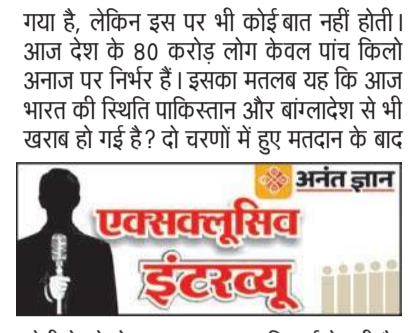 गया है, लेकिन इस पर भी कोई बात नहीं होती।
आज देश के 80 करोड़ लोग केवल पांच किलो
अनाज पर निर्भर हैं। इसका मतलब यह कि आज
भारत की स्थिति पाकिस्तान और बांग्लादेश से भी
खराब हो गई है? दो चरणों में हुए मतदान के बाद
अनंत ज्ञान
एक्सक्लूसिव
इंटरव्यू